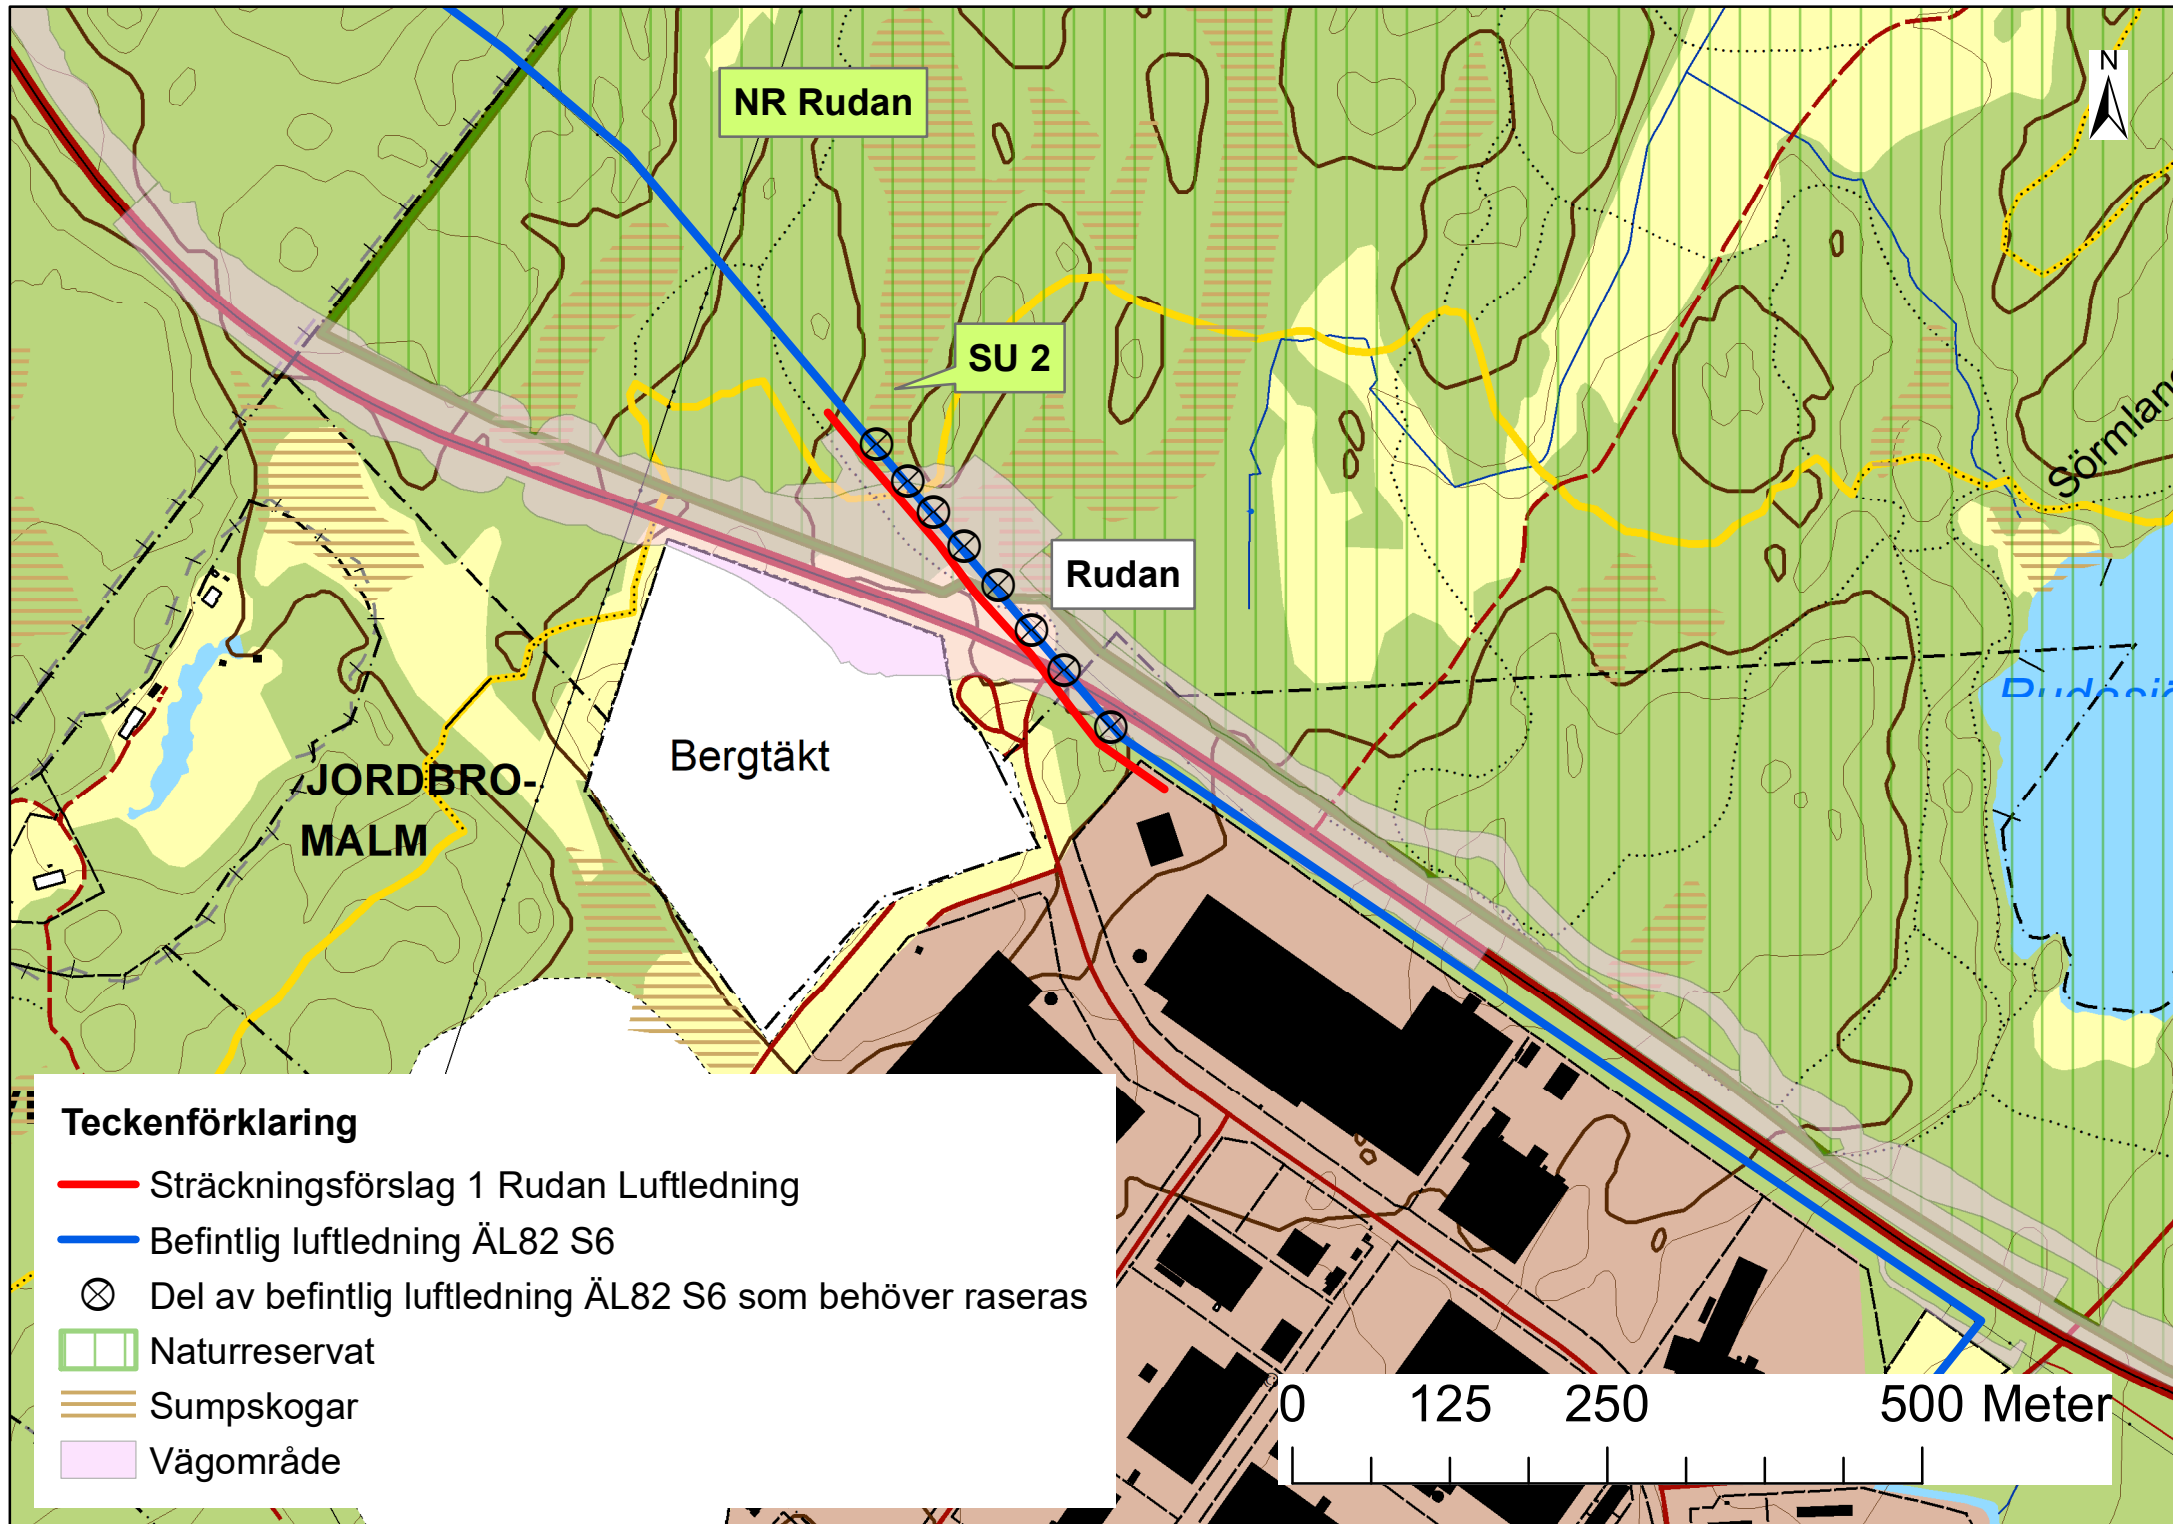 N
NR Rudan
SU 2
Rudan
Bergtäkt
JORDBRO-
MALM
Teckenförklaring
Sträckningsförslag 1 Rudan Luftledning
Befintlig luftledning ÄL82 S6
Del av befintlig luftledning ÄL82 S6 som behöver raseras
Naturreservat
Sumpskogar
Vägområde
0 125 250 500 Meter